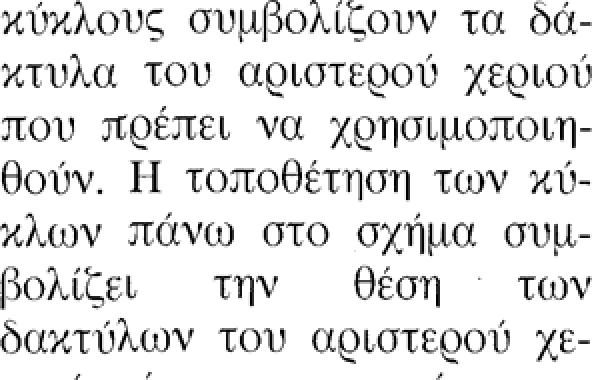 κύκλους συμβολίζουν τα δά-
κτυλα του αριστερού χεριού
που πρέπει να χρησιμοποιη-
θούν. Η τοποθέτηση των κύ-
κλων πάνω στο σχήμα συμ-
βολίζει την θέση των
δακτύλων του αριστερού χε-